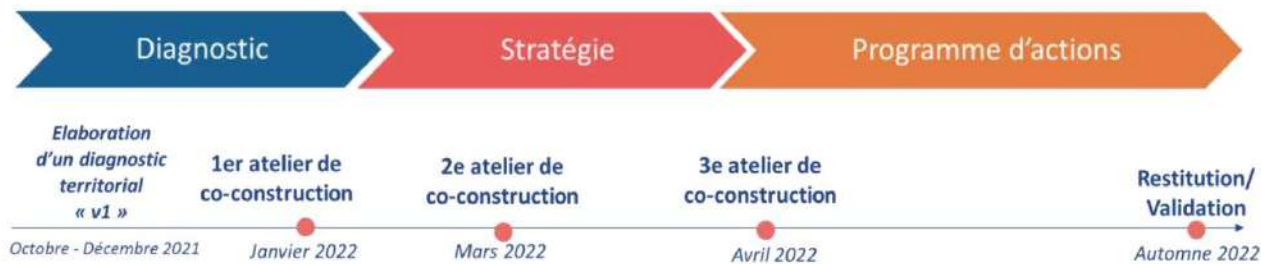 Diagnostic
Stratégie
Programme d'actions
Elaboration
d'un diagnostic
territorial
« v1 »
1er atelier de
co-construction
2e atelier de
co-construction
3e atelier de
co-construction
Restitution/
Validation
Octobre - Décembre 2021
Janvier 2022
Mars 2022
Avril 2022
Automne 2022